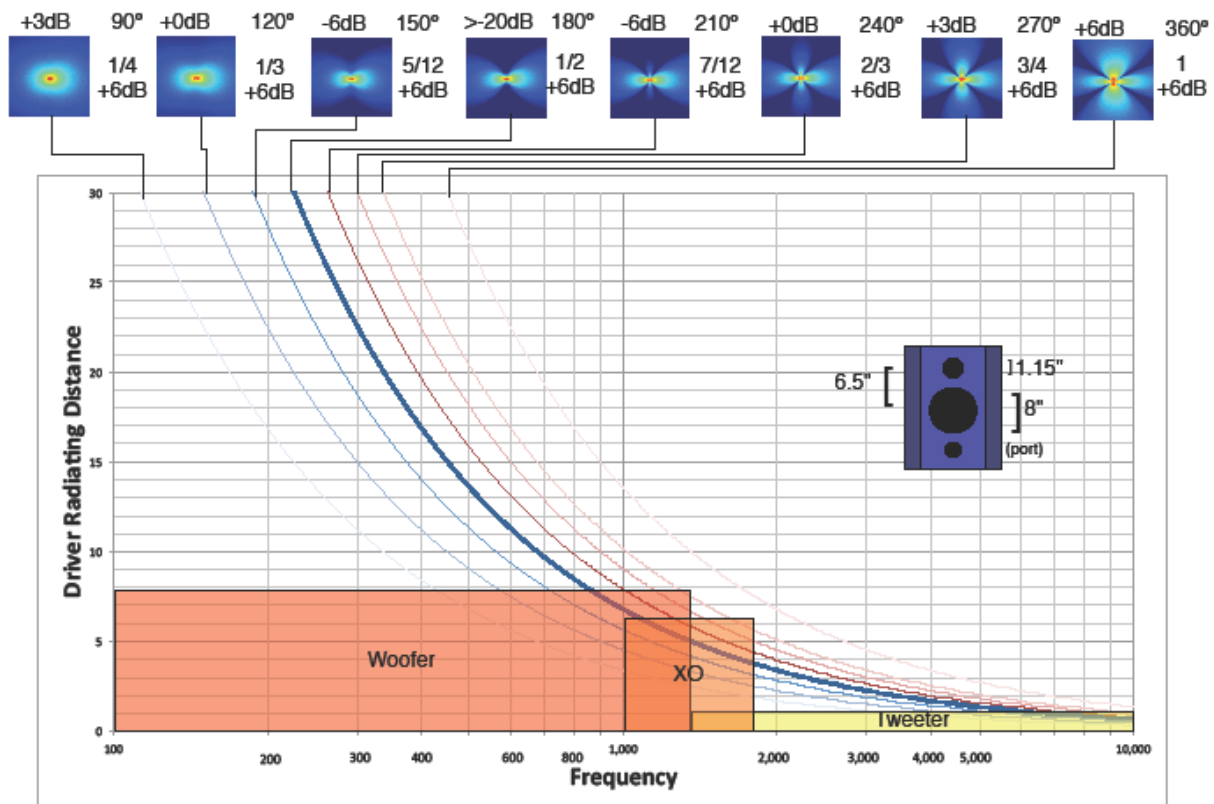 +3dB 90º +0dB 120º -6dB 150º >-20dB 180º -6dB 210º +0dB 240º +3dB 270º +6dB 360º
1/4 1/3 5/12 1/2 7/12 2/3 3/4 1
+6dB +6dB +6dB +6dB +6dB +6dB +6dB +6dB
30
25
20
15
10
5
0
Driver Radiating Distance
6.5" 1.15"
8"
(port)
Woofer
XO
Tweeter
100 200 300 400 600 800 1,000 2,000 3,000 4,000 5,000 10,000
Frequency